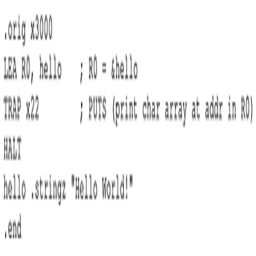 .orig x3000
LEA R0, hello ; R0 = &hello
TRAP x22 ; PUTS (print char array at addr in R0)
HALT
hello .stringz "Hello World!"
.end